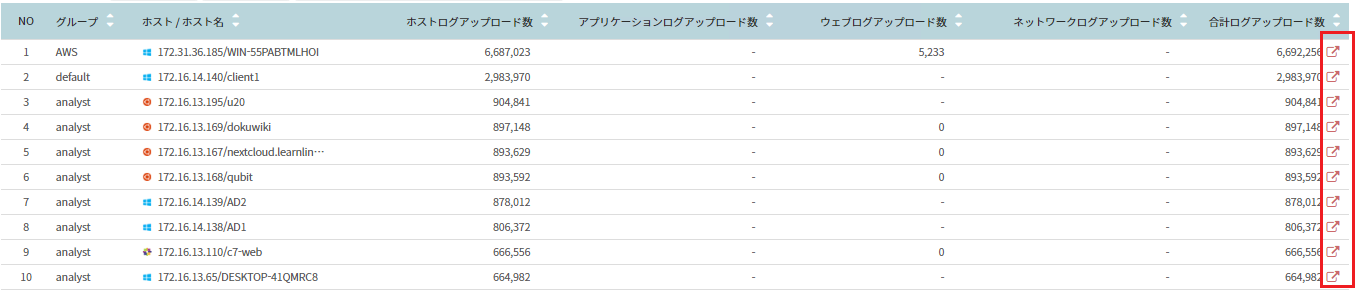 NO グループ ホスト / ホスト名 ホストログアップロード数 アプリケーションログアップロード数 ウェブログアップロード数 ネットワークログアップロード数 合計ログアップロード数
1 AWS 172.31.36.185/WIN-55PABTMLHOI 6,687,023 - 5,233 - 6,692,256
2 default 172.16.14.140/client1 2,983,970 - - - 2,983,970
3 analyst 172.16.13.195/u20 904,841 - - - 904,841
4 analyst 172.16.13.169/dokuwiki 897,148 - 0 - 897,148
5 analyst 172.16.13.167/nextcloud.learnlin··· 893,629 - 0 - 893,629
6 analyst 172.16.13.168/qubit 893,592 - 0 - 893,592
7 analyst 172.16.14.139/AD2 878,012 - - - 878,012
8 analyst 172.16.14.138/AD1 806,372 - - - 806,372
9 analyst 172.16.13.110/c7-web 666,556 - 0 - 666,556
10 analyst 172.16.13.65/DESKTOP-41QMRC8 664,982 - - - 664,982